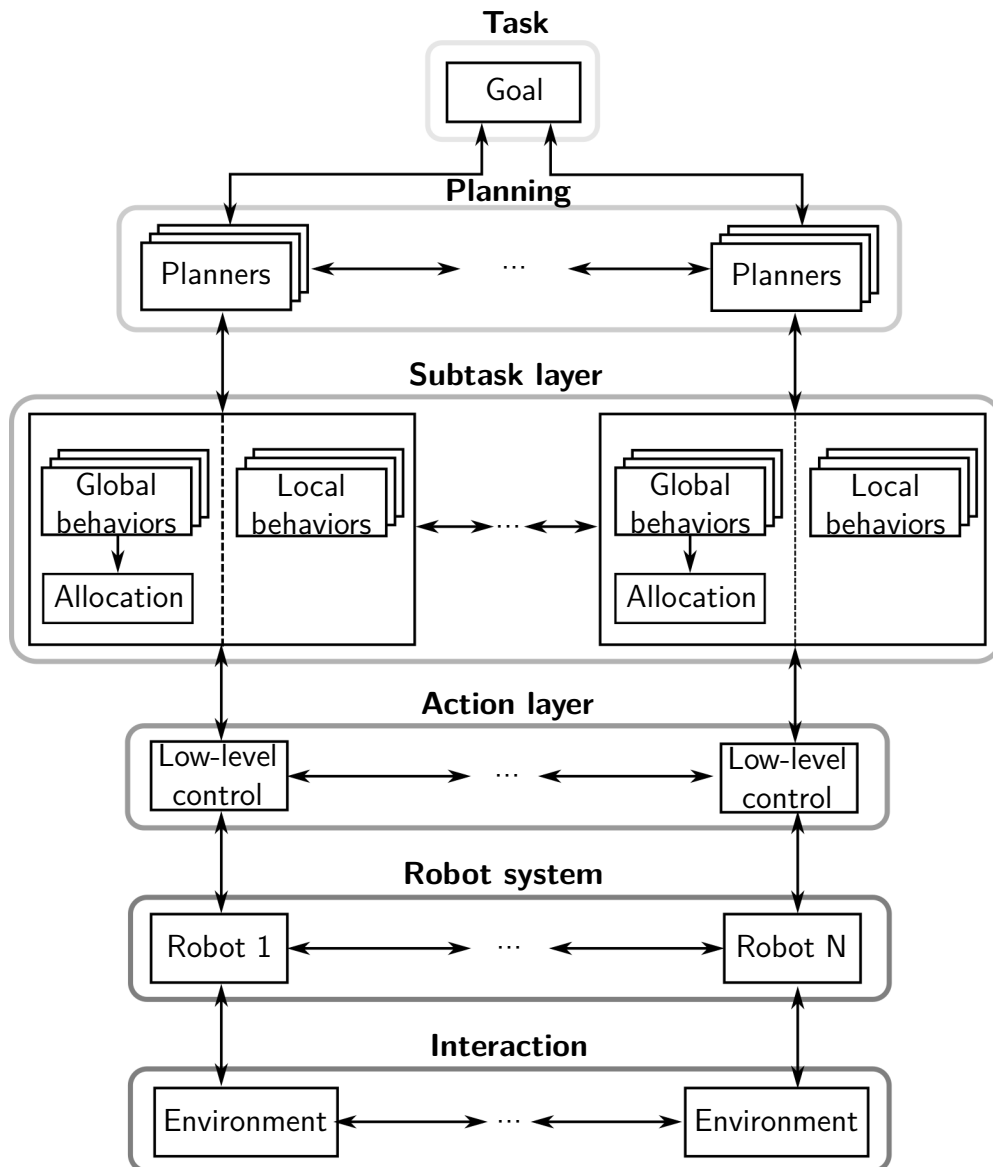 Task
Goal
Planning
Planners
...
Planners
Subtask layer
Global
behaviors
Local
behaviors
Allocation
...
Global
behaviors
Local
behaviors
Allocation
Action layer
Low-level
control
...
Low-level
control
Robot system
Robot 1
...
Robot N
Interaction
Environment
...
Environment